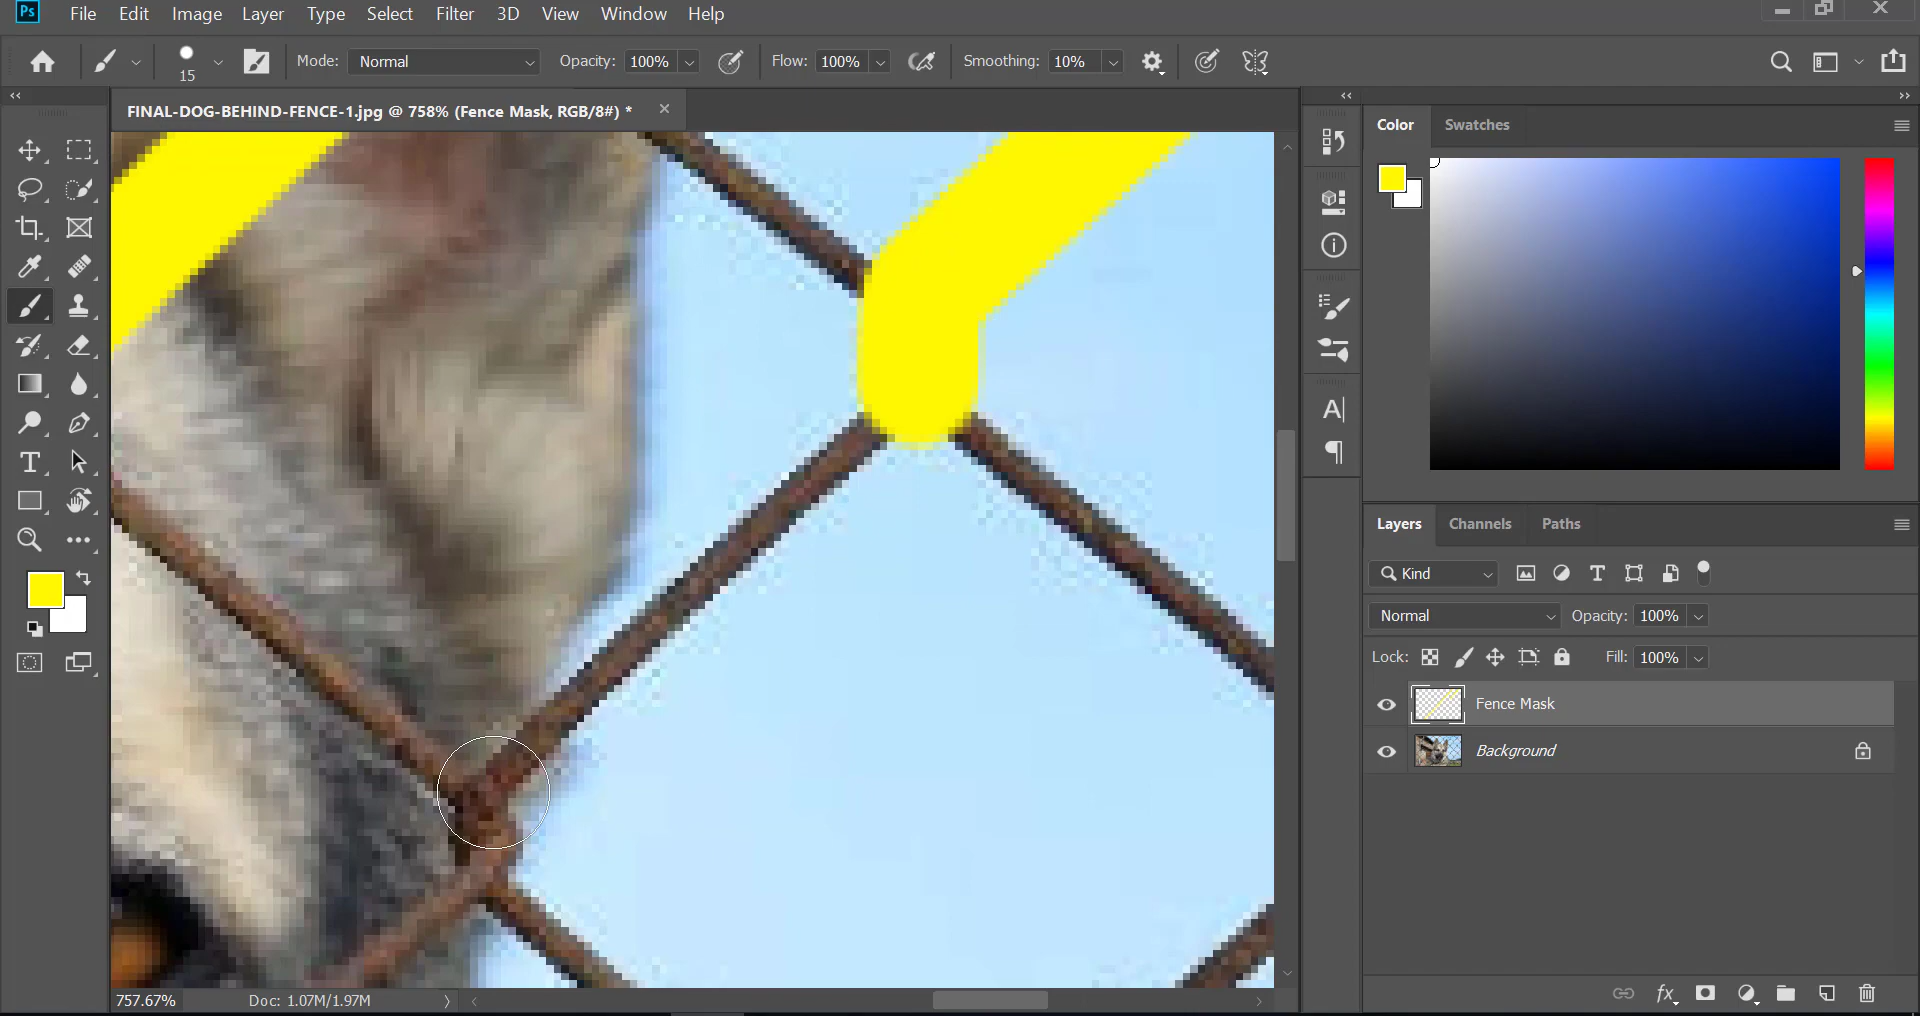 Ps File Edit Image Layer Type Select Filter 3D View Window Help
15 Mode: Normal Opacity: 100% Flow: 100% Smoothing: 10%
FINAL-DOG-BEHIND-FENCE-1.jpg @ 758% (Fence Mask, RGB/8#) *
Color Swatches
Layers Channels Paths
Kind
Normal Opacity: 100%
Lock: Fill: 100%
Fence Mask
Background
757.67% Doc: 1.07M/1.97M
fx